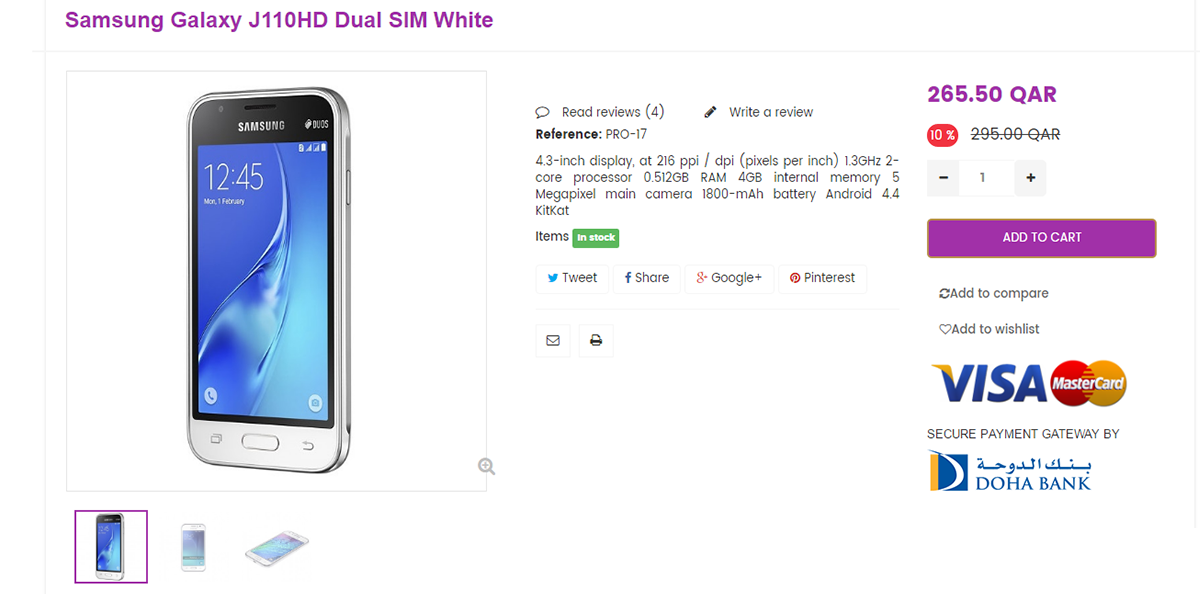 Samsung Galaxy J110HD Dual SIM White
SAMSUNG
DUOS
12:45
Mon, 1 February
Read reviews (4)
Write a review
Reference: PRO-17
4.3-inch display, at 216 ppi / dpi (pixels per inch) 1.3GHz 2-
core processor 0.512GB RAM 4GB internal memory 5
Megapixel main camera 1800-mAh battery Android 4.4
KitKat
Items In stock
Tweet
Share
Google+
Pinterest
265.50 QAR
10 % 295.00 QAR
− 1 +
ADD TO CART
Add to compare
Add to wishlist
VISA MasterCard
SECURE PAYMENT GATEWAY BY
بنك الدوحة
DOHA BANK